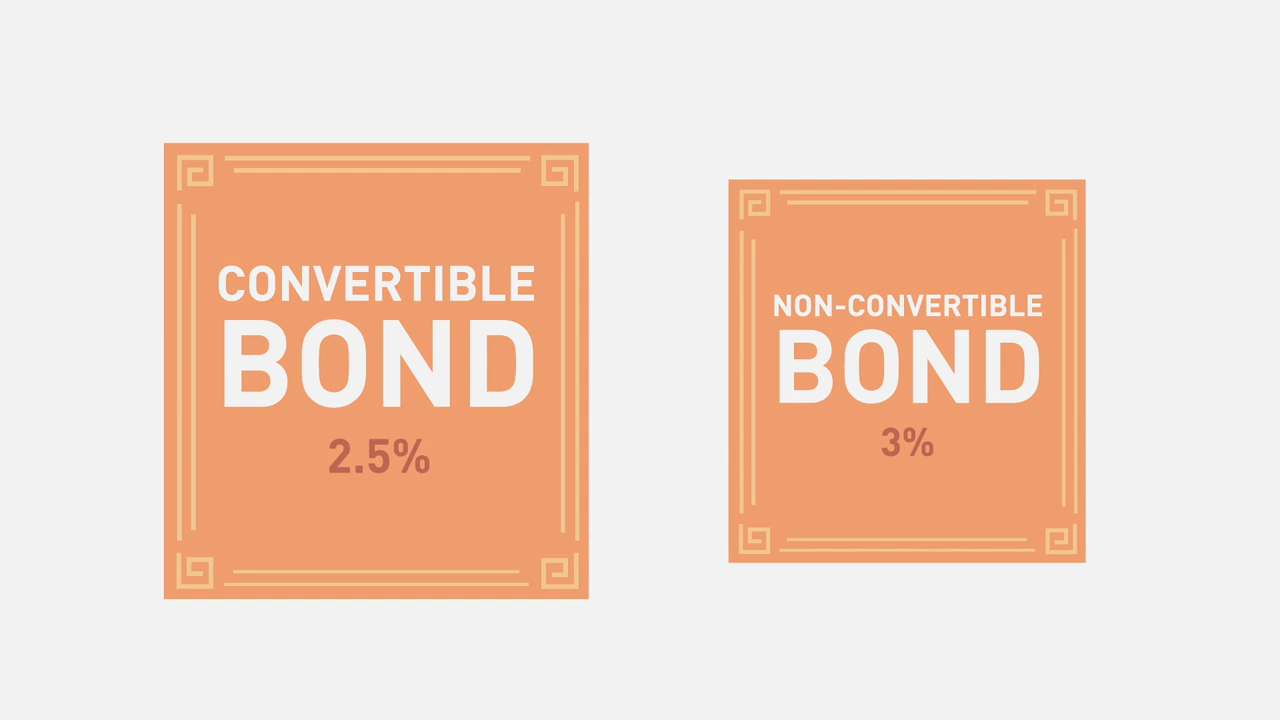 CONVERTIBLE
BOND
2.5%
NON-CONVERTIBLE
BOND
3%